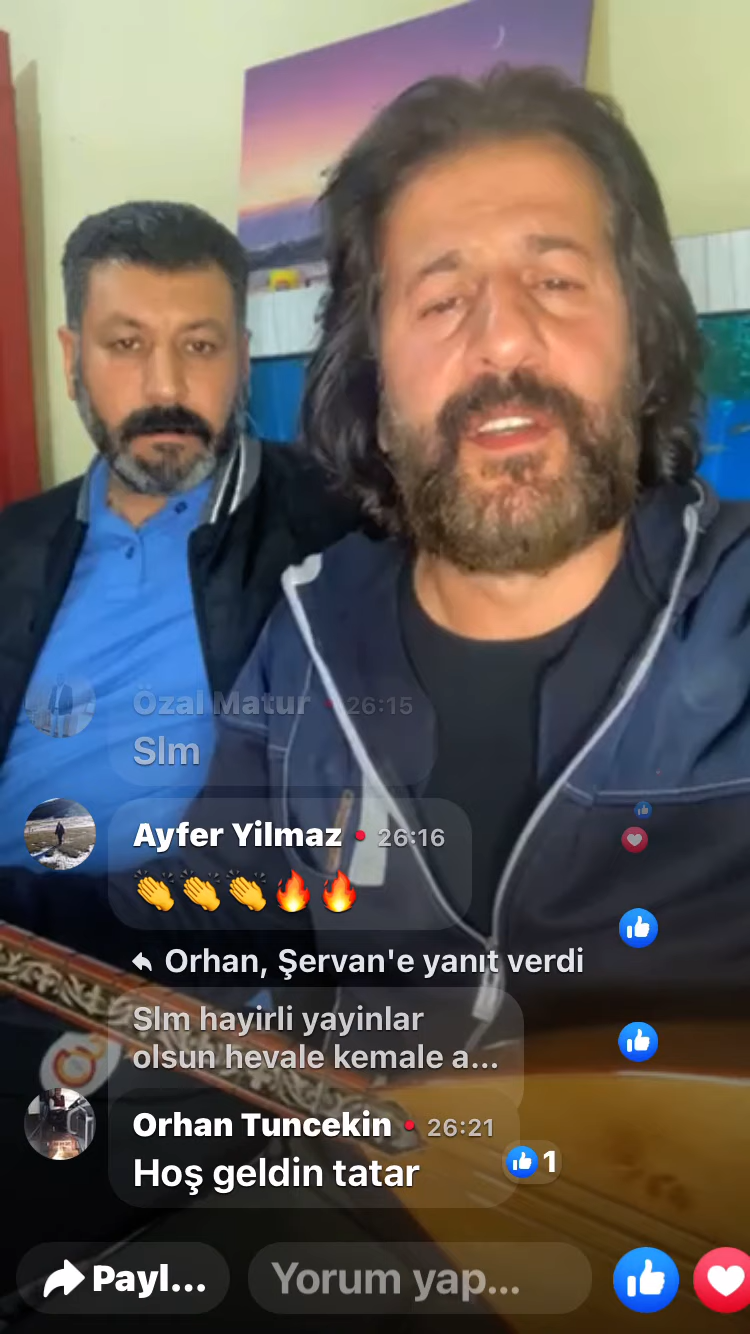 Özal Matur • 26:15
Slm
Ayfer Yilmaz • 26:16
👏👏👏🔥🔥
Orhan, Şervan'e yanıt verdi
Slm hayirli yayinlar
olsun hevale kemale a...
Orhan Tuncekin • 26:21
Hoş geldin tatar
1
Payl...
Yorum yap...